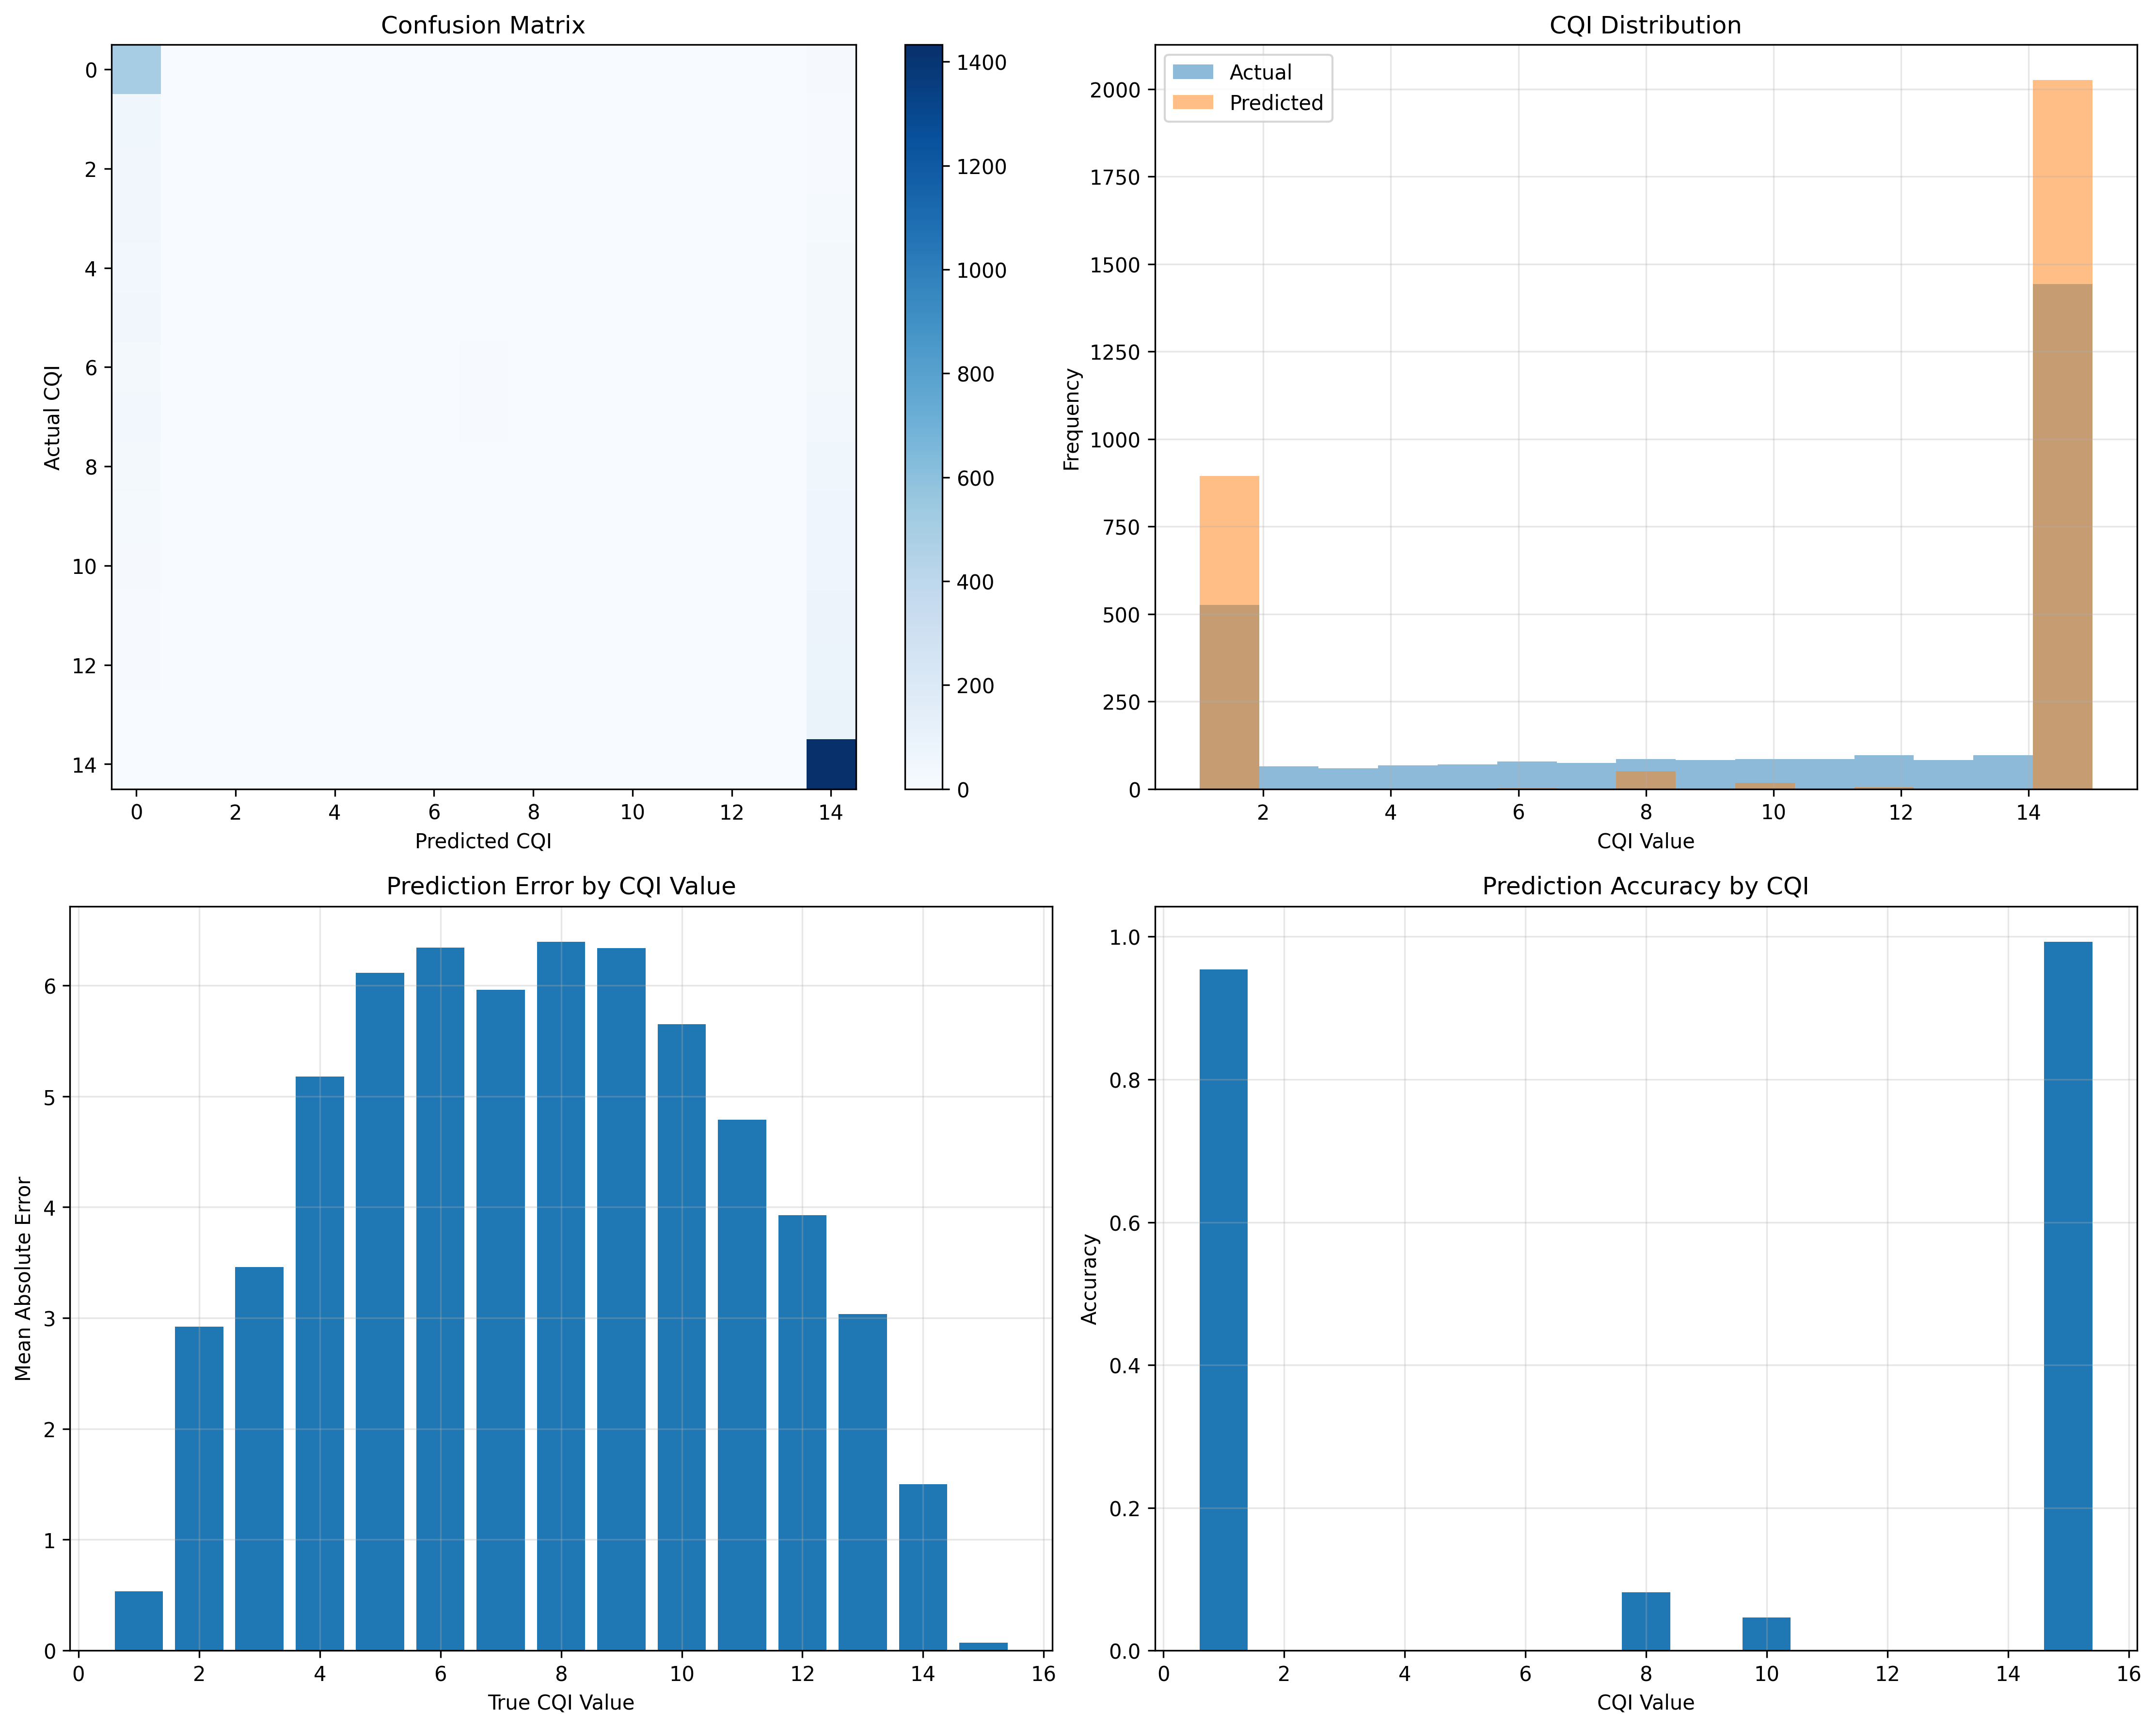 Confusion Matrix
Actual CQI
0
2
4
6
8
10
12
14
0 2 4 6 8 10 12 14
Predicted CQI
1400
1200
1000
800
600
400
200
0
CQI Distribution
Actual
Predicted
Frequency
2000
1750
1500
1250
1000
750
500
250
0
2 4 6 8 10 12 14
CQI Value
Prediction Error by CQI Value
Mean Absolute Error
6
5
4
3
2
1
0
0 2 4 6 8 10 12 14 16
True CQI Value
Prediction Accuracy by CQI
Accuracy
1.0
0.8
0.6
0.4
0.2
0.0
0 2 4 6 8 10 12 14 16
CQI Value